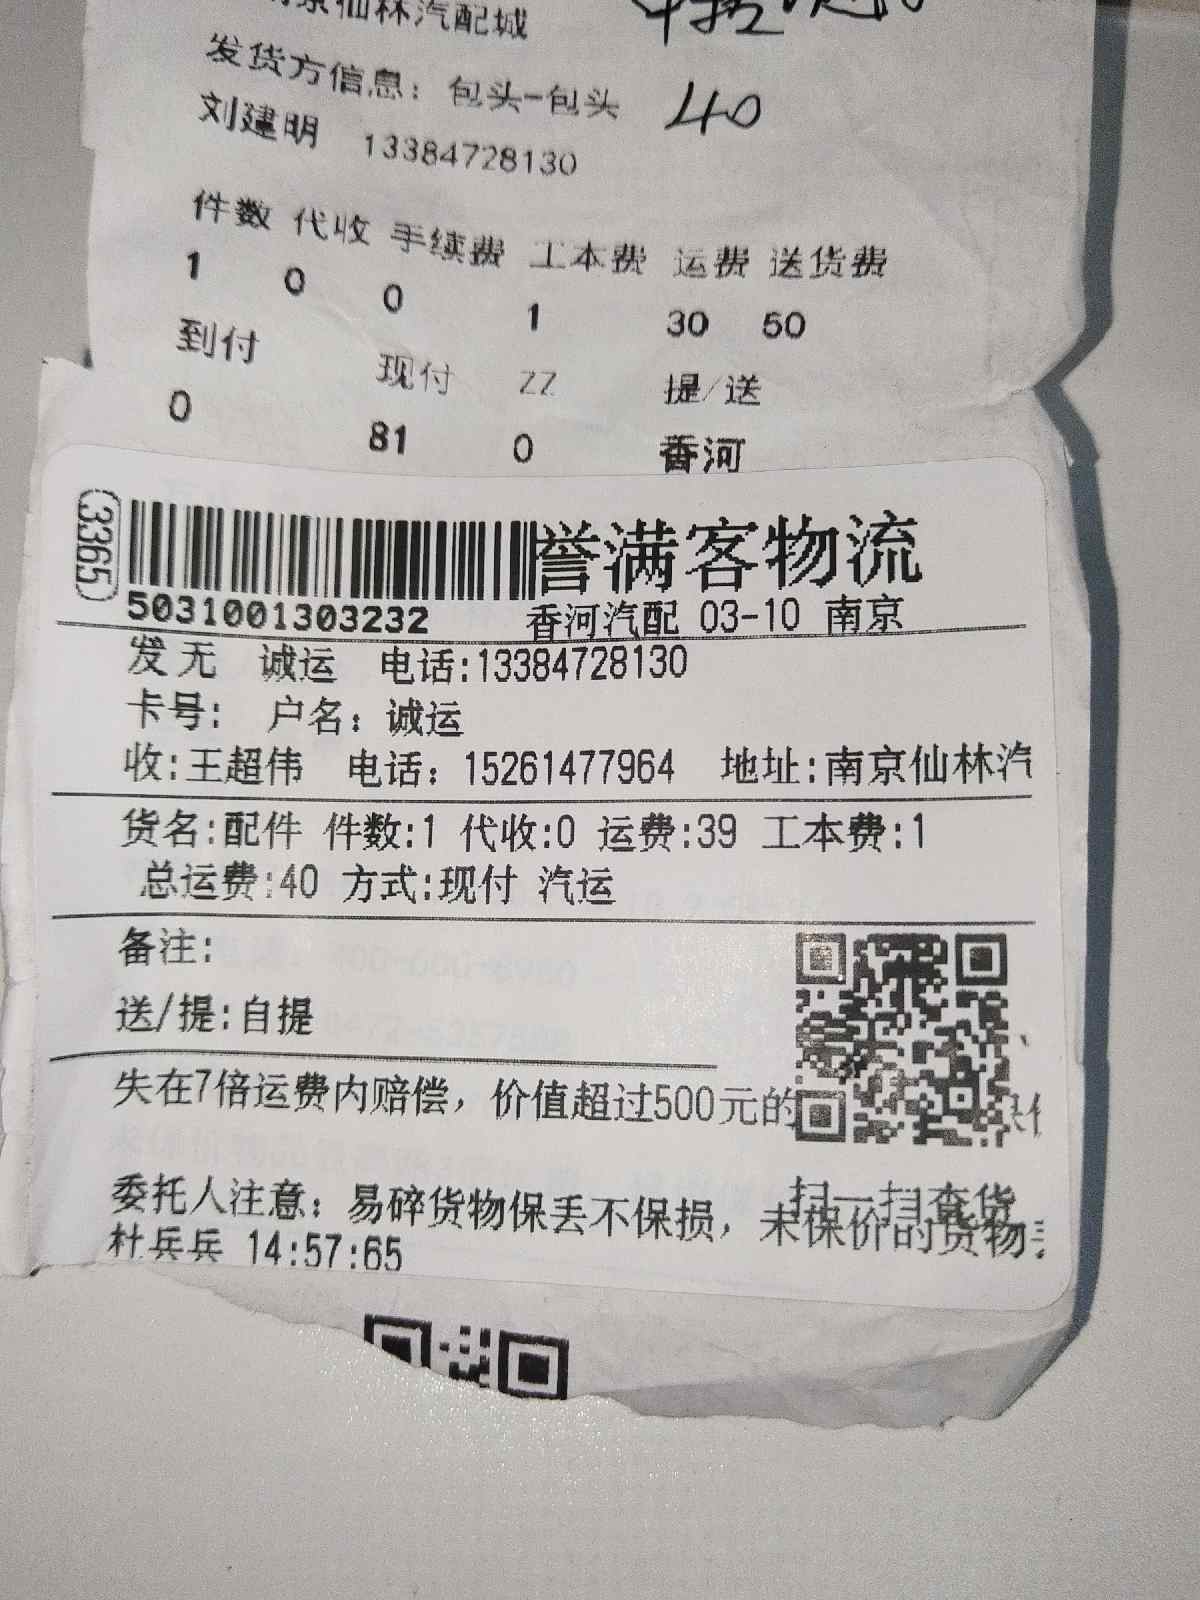 京仙林汽配城
发货方信息：包头-包头 40
刘建明 13384728130
件数 代收 手续费 工本费 运费 送货费
1 0 0 1 30 50
到付 现付 ZZ 提/送
0 81 0 香河
(3365)
誉满客物流
5031001303232 香河汽配 03-10 南京
发 无 诚运 电话:13384728130
卡号: 户名: 诚运
收:王超伟 电话: 15261477964 地址:南京仙林汽
货名:配件 件数:1 代收:0 运费:39 工本费:1
总运费:40 方式:现付 汽运
备注:
送/提:自提
失在7倍运费内赔偿，价值超过500元的
扫一扫查货
委托人注意：易碎货物保丢不保损，未保价的货物
杜兵兵 14:57:65